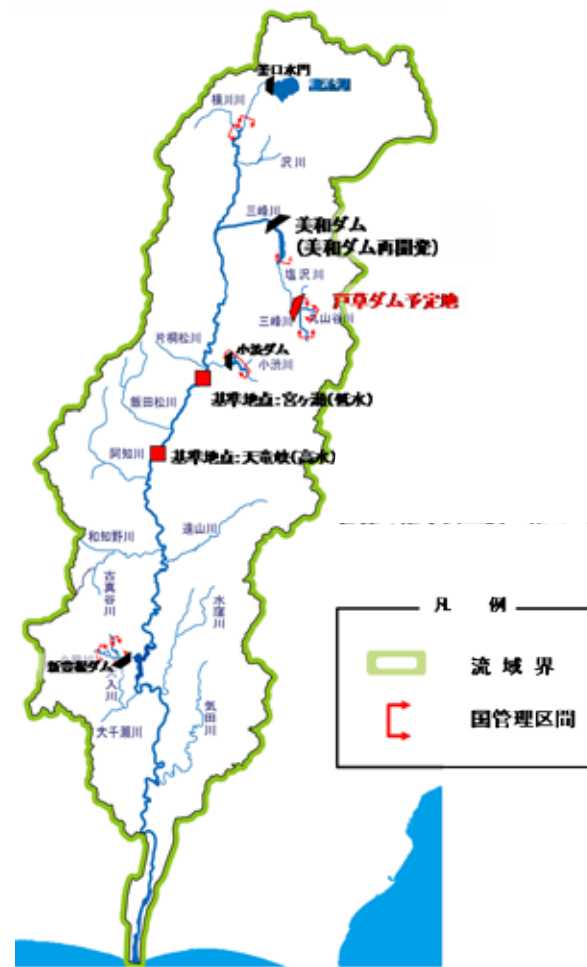 釜口水門
横川川
沢川
三峰川
美和ダム
(美和ダム再開発)
塩沢川
戸草ダム予定地
三峰川
片桐松川
小渋ダム
小渋川
飯田松川
基準地点:宮ヶ瀬(低水)
阿知川
基準地点:天竜峡(高水)
和知野川
遠山川
古真谷川
水窪川
新豊根ダム
大入川
気田川
大千瀬川
凡 例
流 域 界
国管理区間